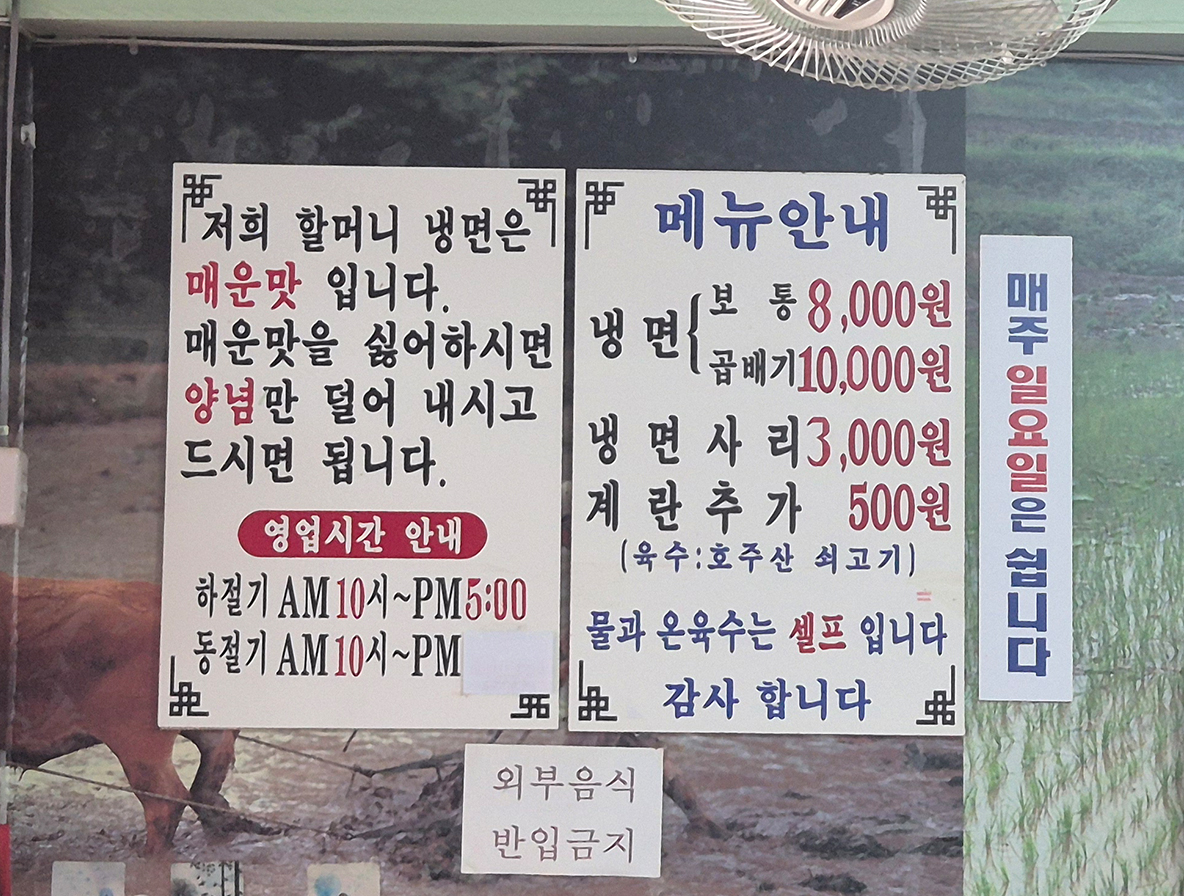 저희 할머니 냉면은
매운맛 입니다.
매운맛을 싫어하시면
양념만 덜어 내시고
드시면 됩니다.
영업시간 안내
하절기 AM10시~PM5:00
동절기 AM10시~PM
메뉴안내
냉면 보통 8,000원
곱배기 10,000원
냉면사리 3,000원
계란추가 500원
(육수:호주산 쇠고기)
물과 온육수는 셀프 입니다
감사 합니다
매주 일요일은 쉽니다
외부음식
반입금지